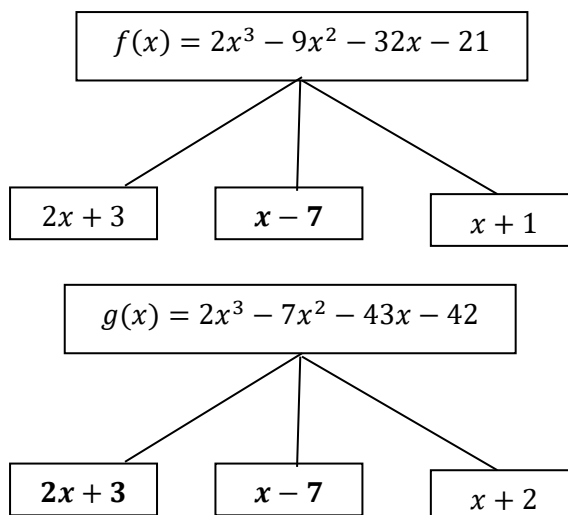 f(x) = 2x³ − 9x² − 32x − 21
2x + 3
x − 7
x + 1
g(x) = 2x³ − 7x² − 43x − 42
2x + 3
x − 7
x + 2